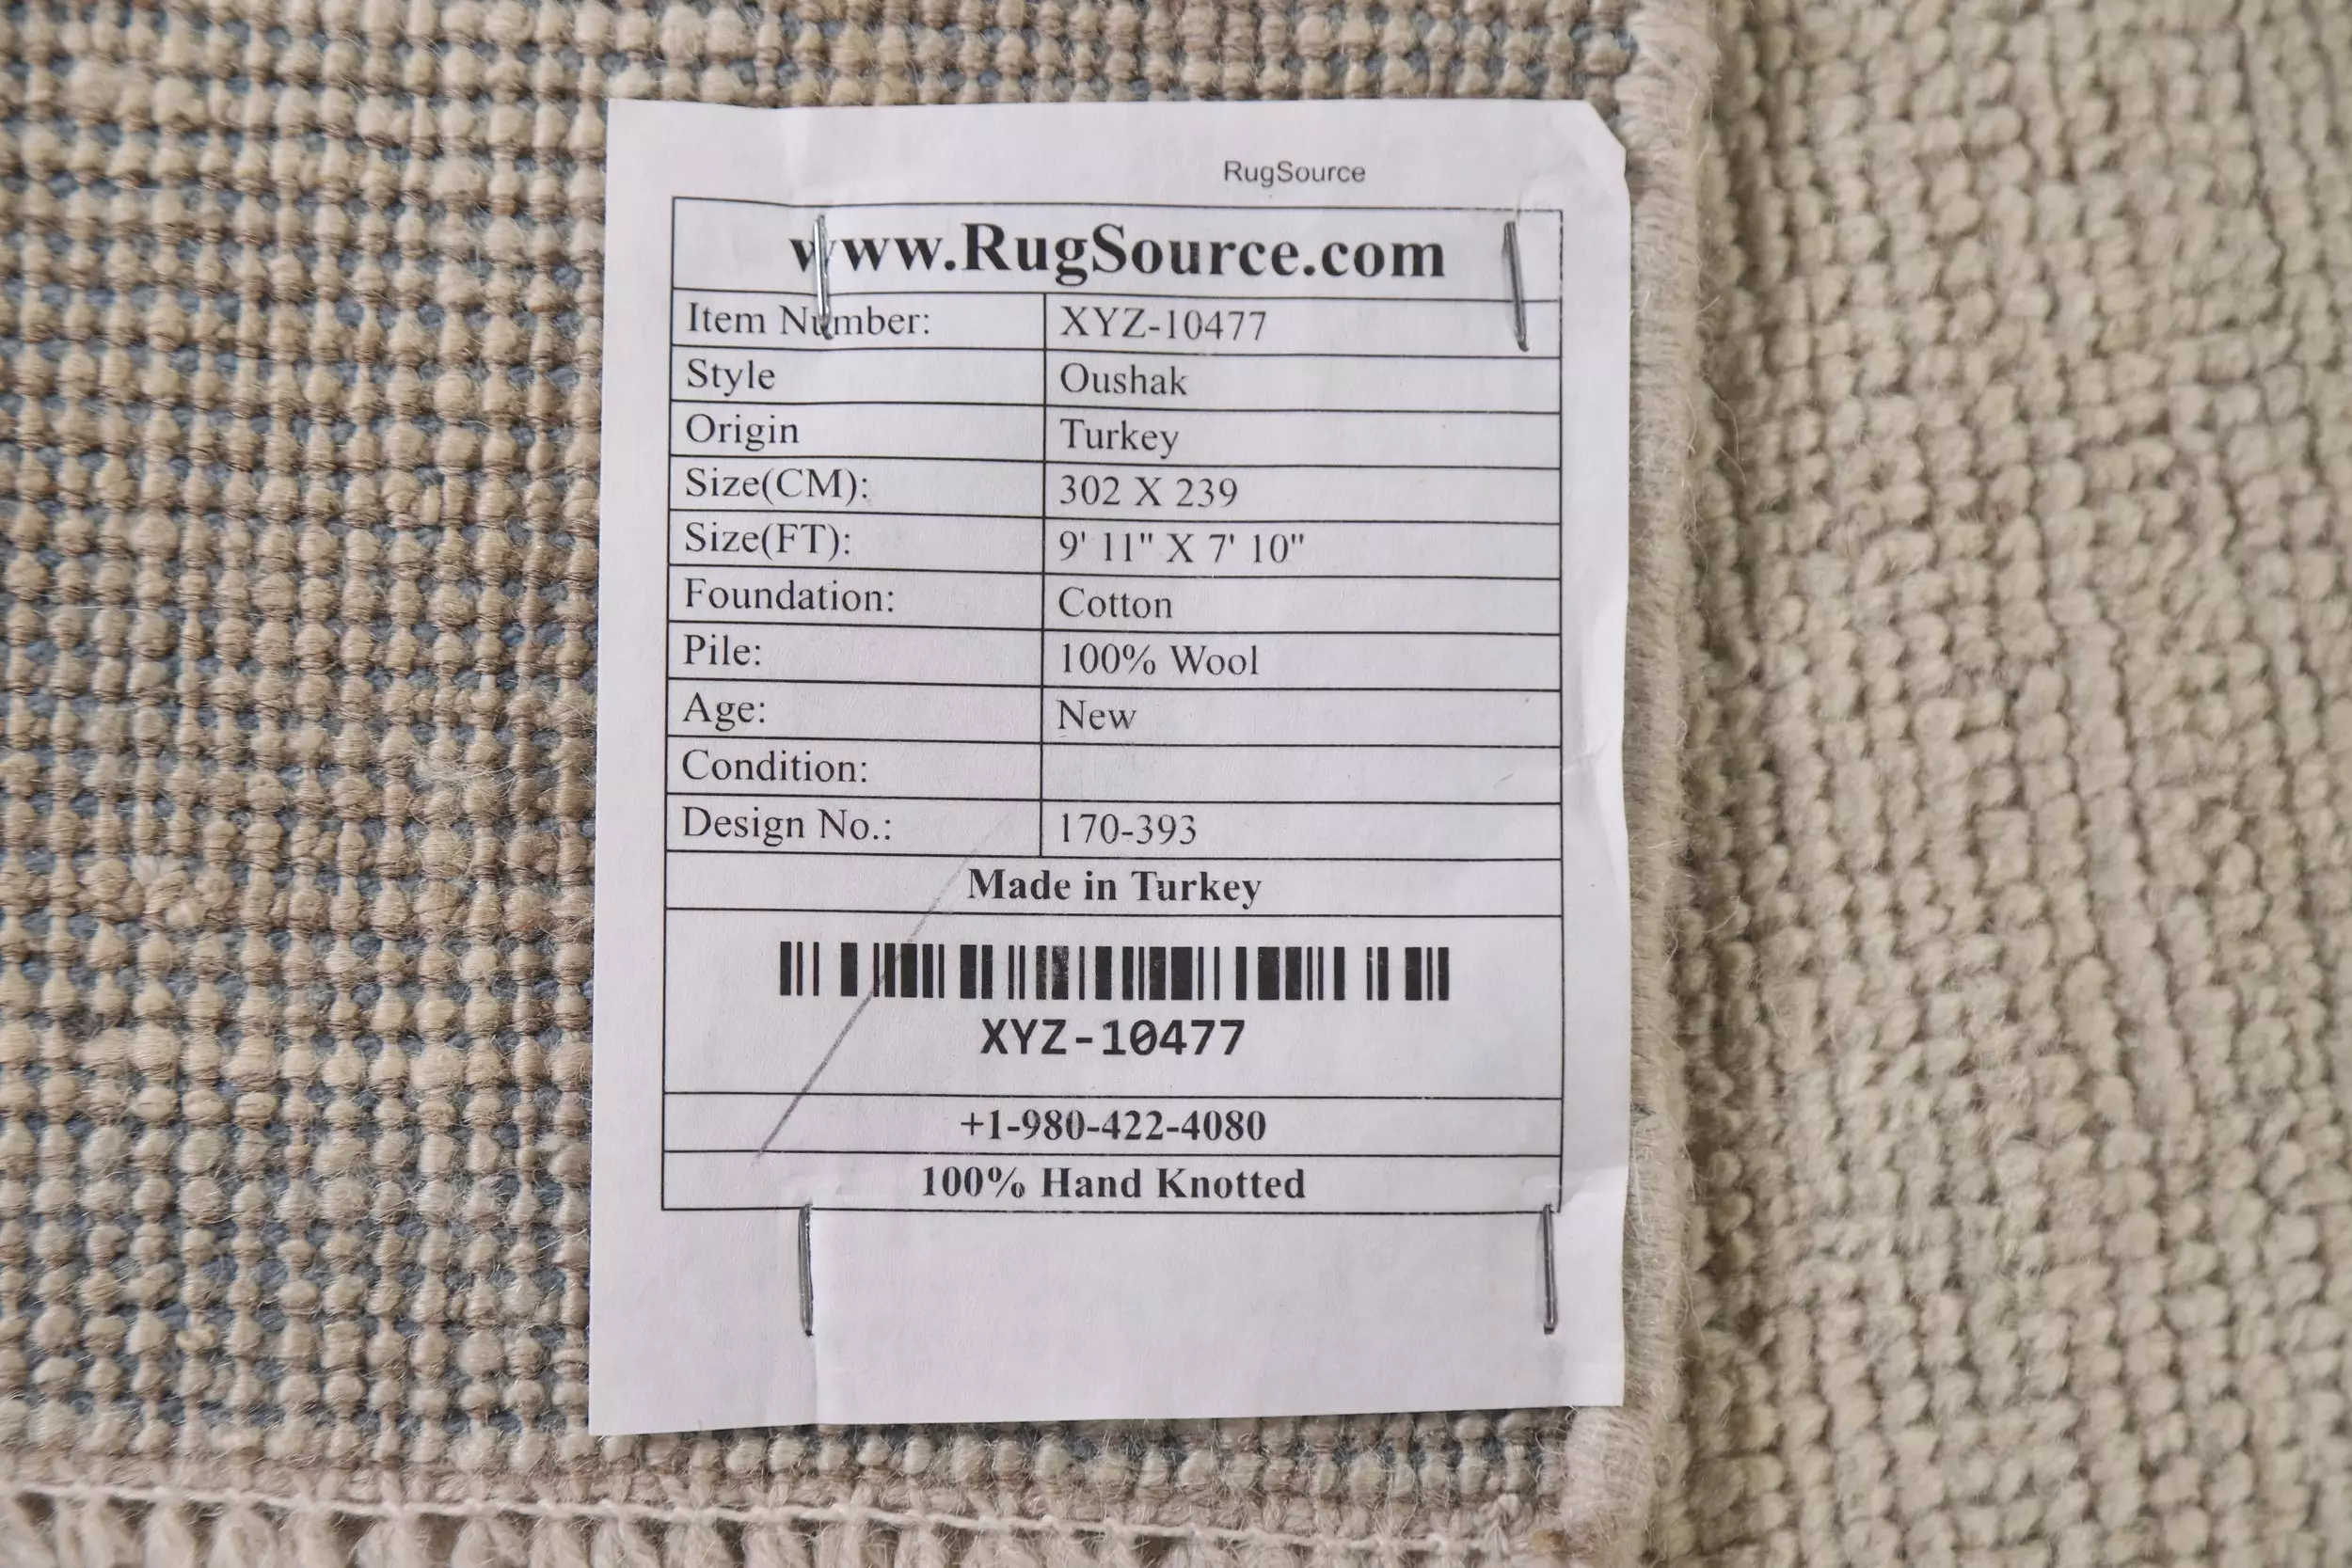 RugSource
www.RugSource.com
Item Number: XYZ-10477
Style Oushak
Origin Turkey
Size(CM): 302 X 239
Size(FT): 9' 11" X 7' 10"
Foundation: Cotton
Pile: 100% Wool
Age: New
Condition:
Design No.: 170-393
Made in Turkey
XYZ-10477
+1-980-422-4080
100% Hand Knotted